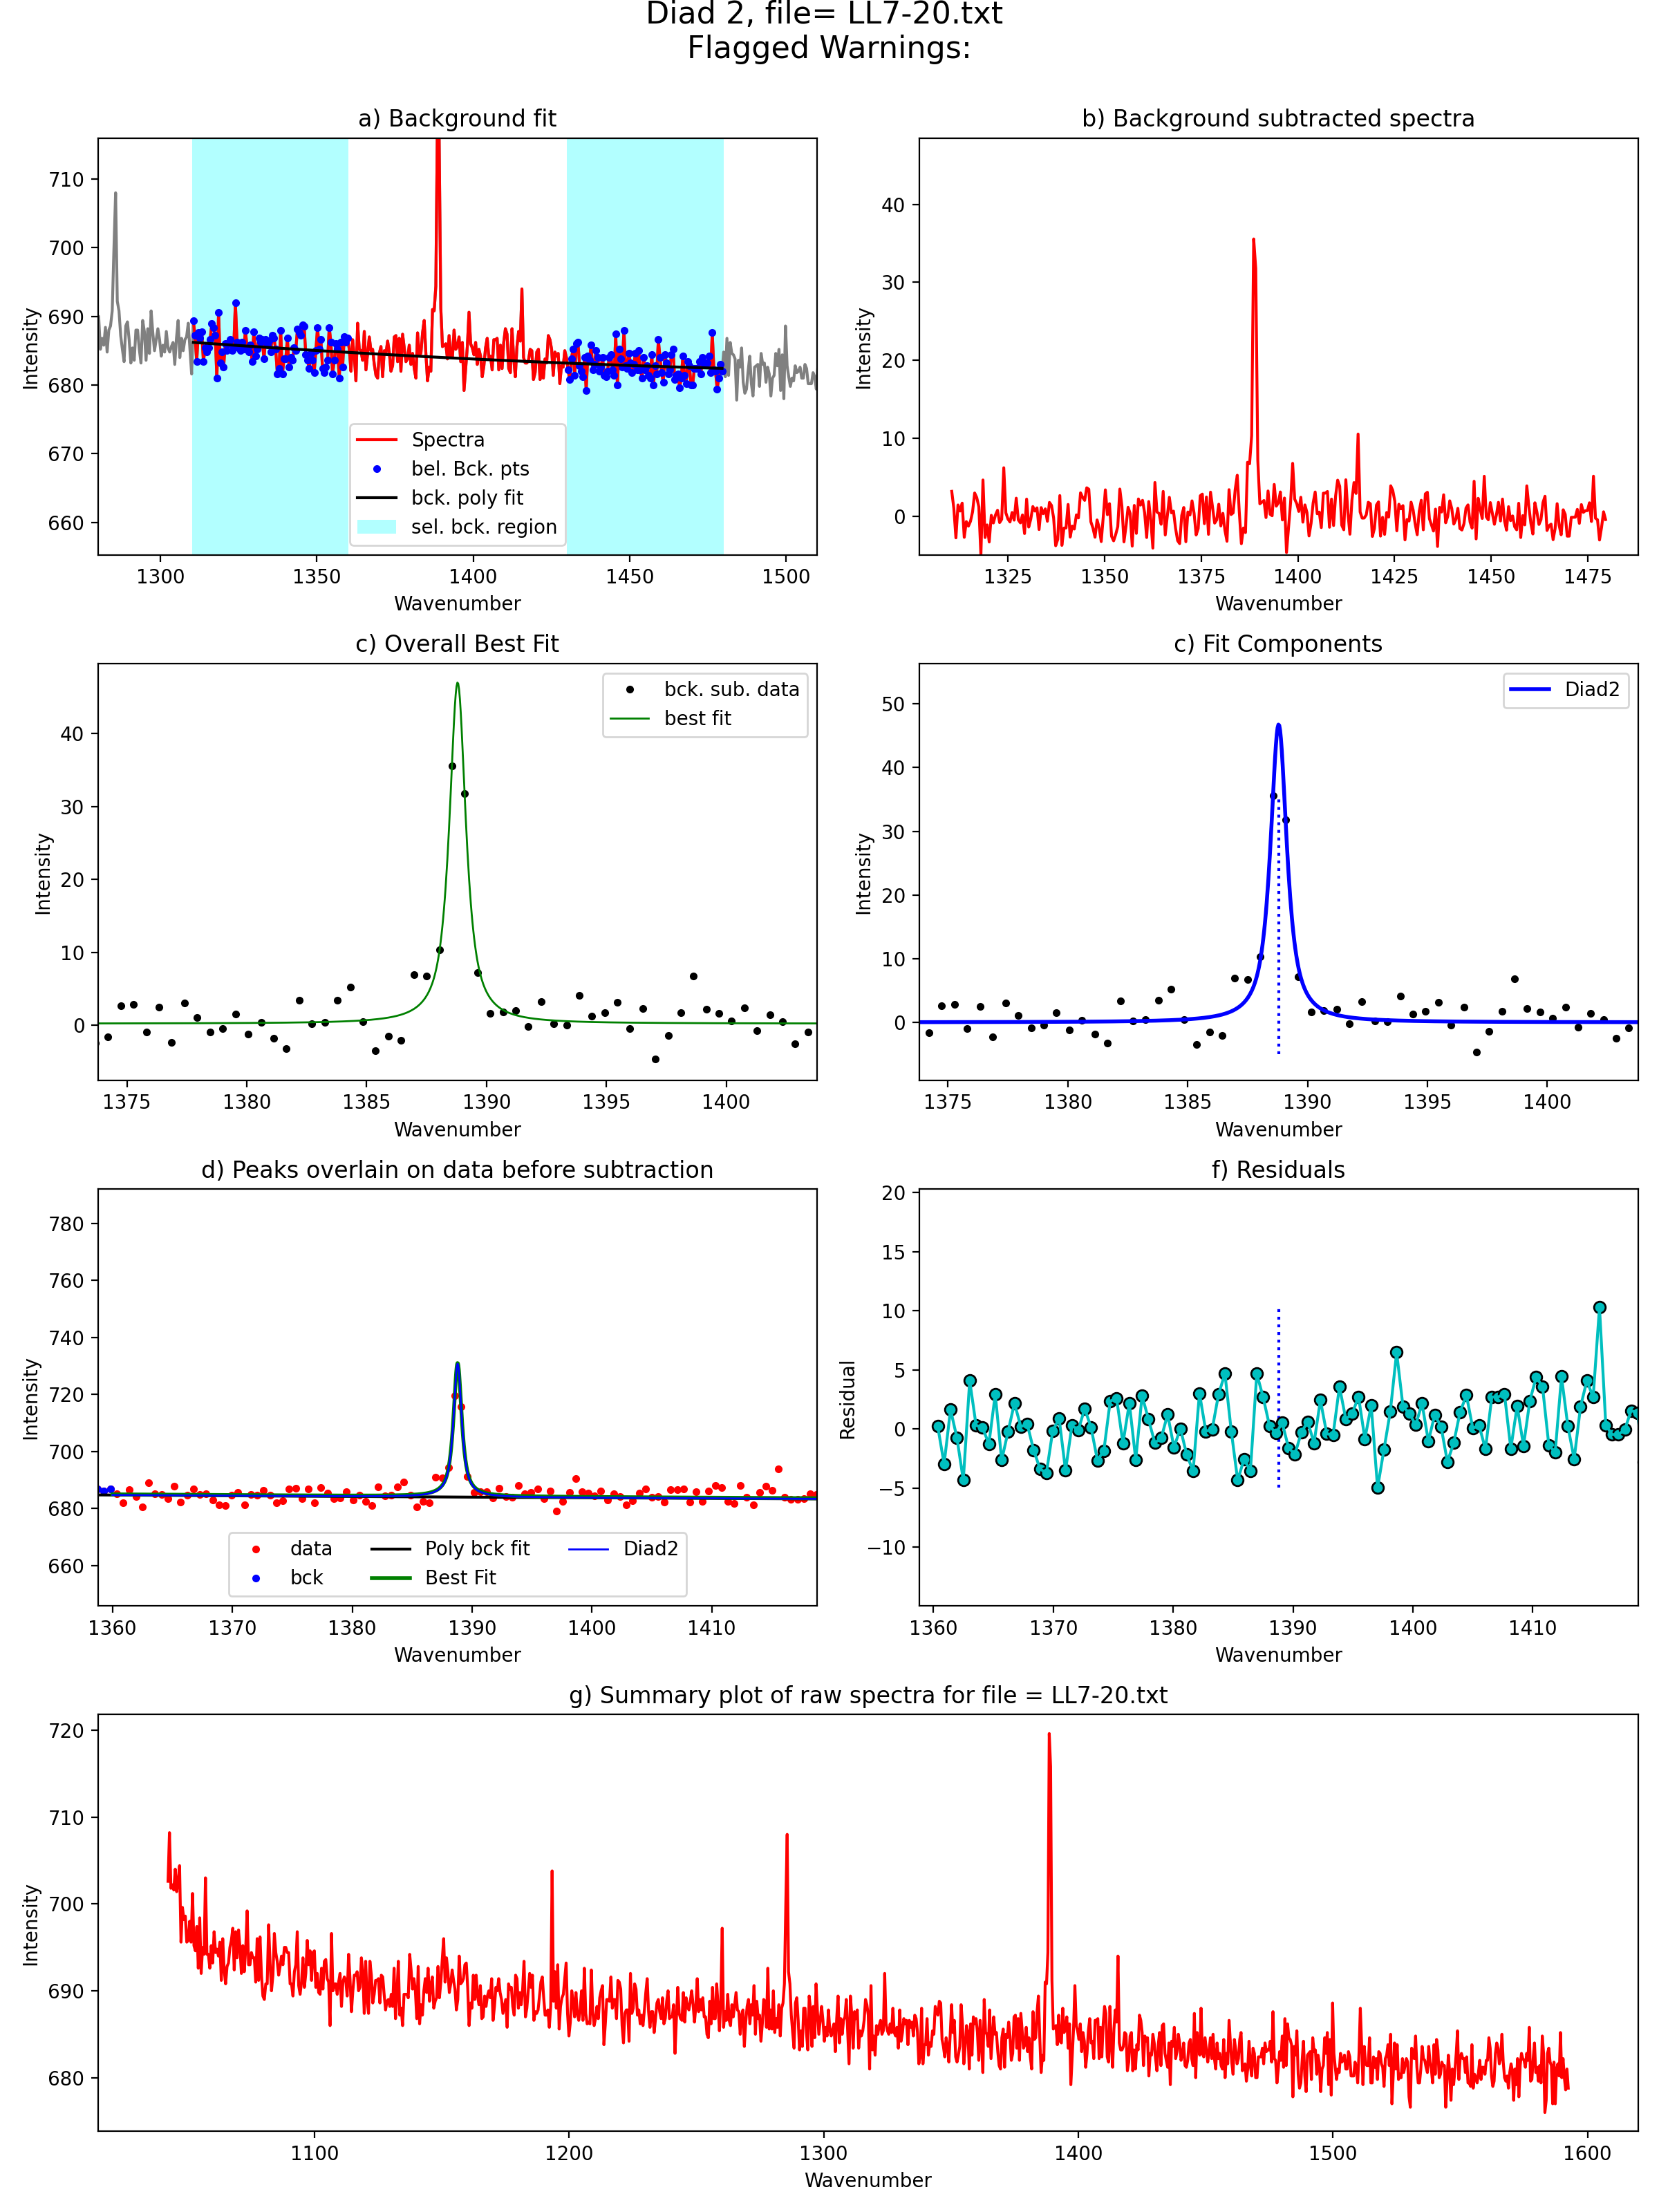 Diad 2, file= LL7-20.txt
Flagged Warnings:
a) Background fit
Intensity
710
700
690
680
670
660
Spectra
bel. Bck. pts
bck. poly fit
sel. bck. region
1300 1350 1400 1450 1500
Wavenumber
b) Background subtracted spectra
Intensity
40
30
20
10
0
1325 1350 1375 1400 1425 1450 1475
Wavenumber
c) Overall Best Fit
Intensity
40
30
20
10
0
bck. sub. data
best fit
1375 1380 1385 1390 1395 1400
Wavenumber
c) Fit Components
Intensity
50
40
30
20
10
0
Diad2
1375 1380 1385 1390 1395 1400
Wavenumber
d) Peaks overlain on data before subtraction
Intensity
780
760
740
720
700
680
660
data Poly bck fit Diad2
bck Best Fit
1360 1370 1380 1390 1400 1410
Wavenumber
f) Residuals
Residual
20
15
10
5
0
−5
−10
1360 1370 1380 1390 1400 1410
Wavenumber
g) Summary plot of raw spectra for file = LL7-20.txt
Intensity
720
710
700
690
680
1100 1200 1300 1400 1500 1600
Wavenumber